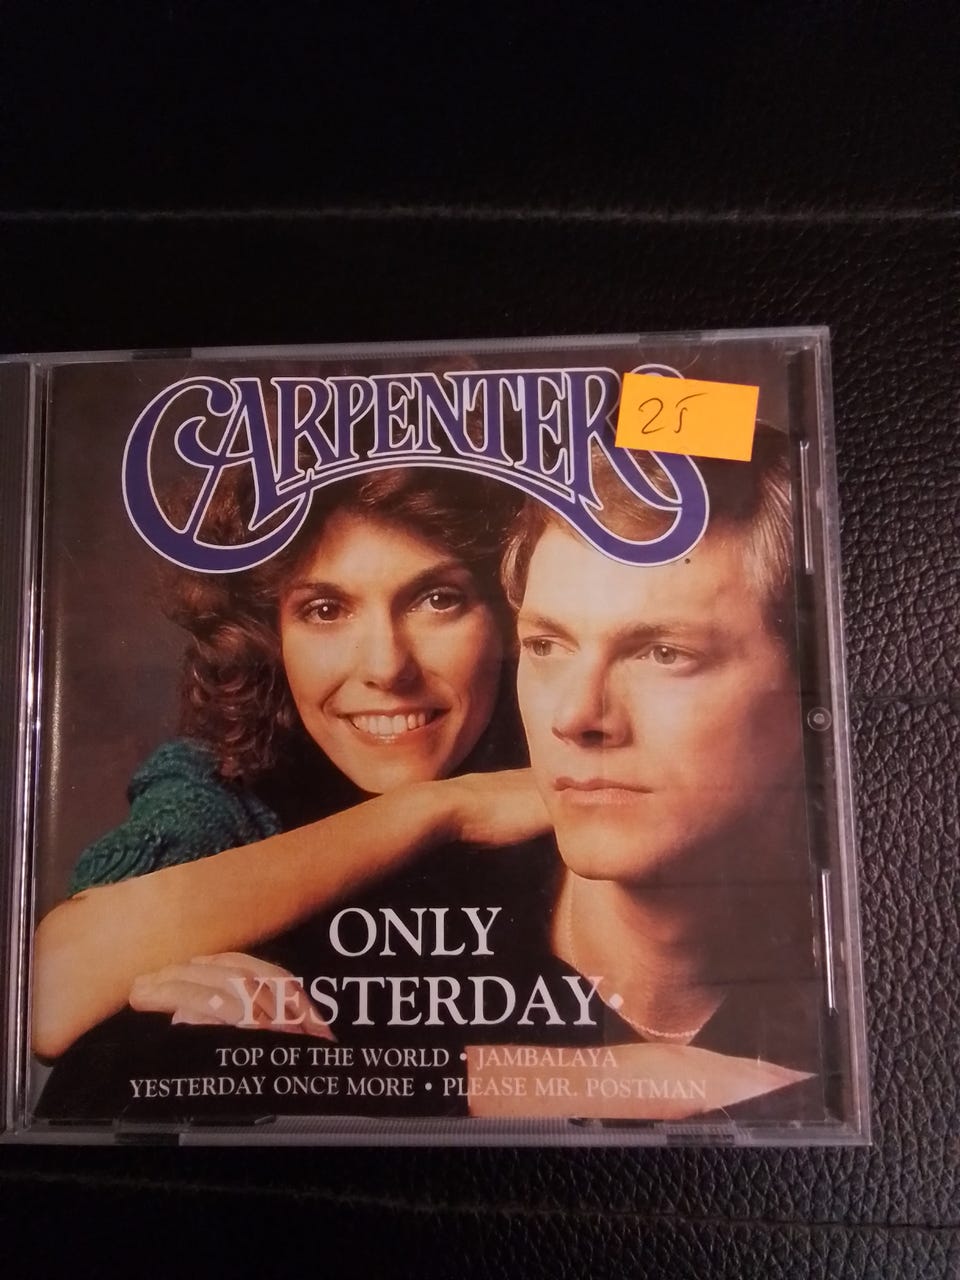 CARPENTERS
25
ONLY
•YESTERDAY•
TOP OF THE WORLD • JAMBALAYA
YESTERDAY ONCE MORE • PLEASE MR. POSTMAN